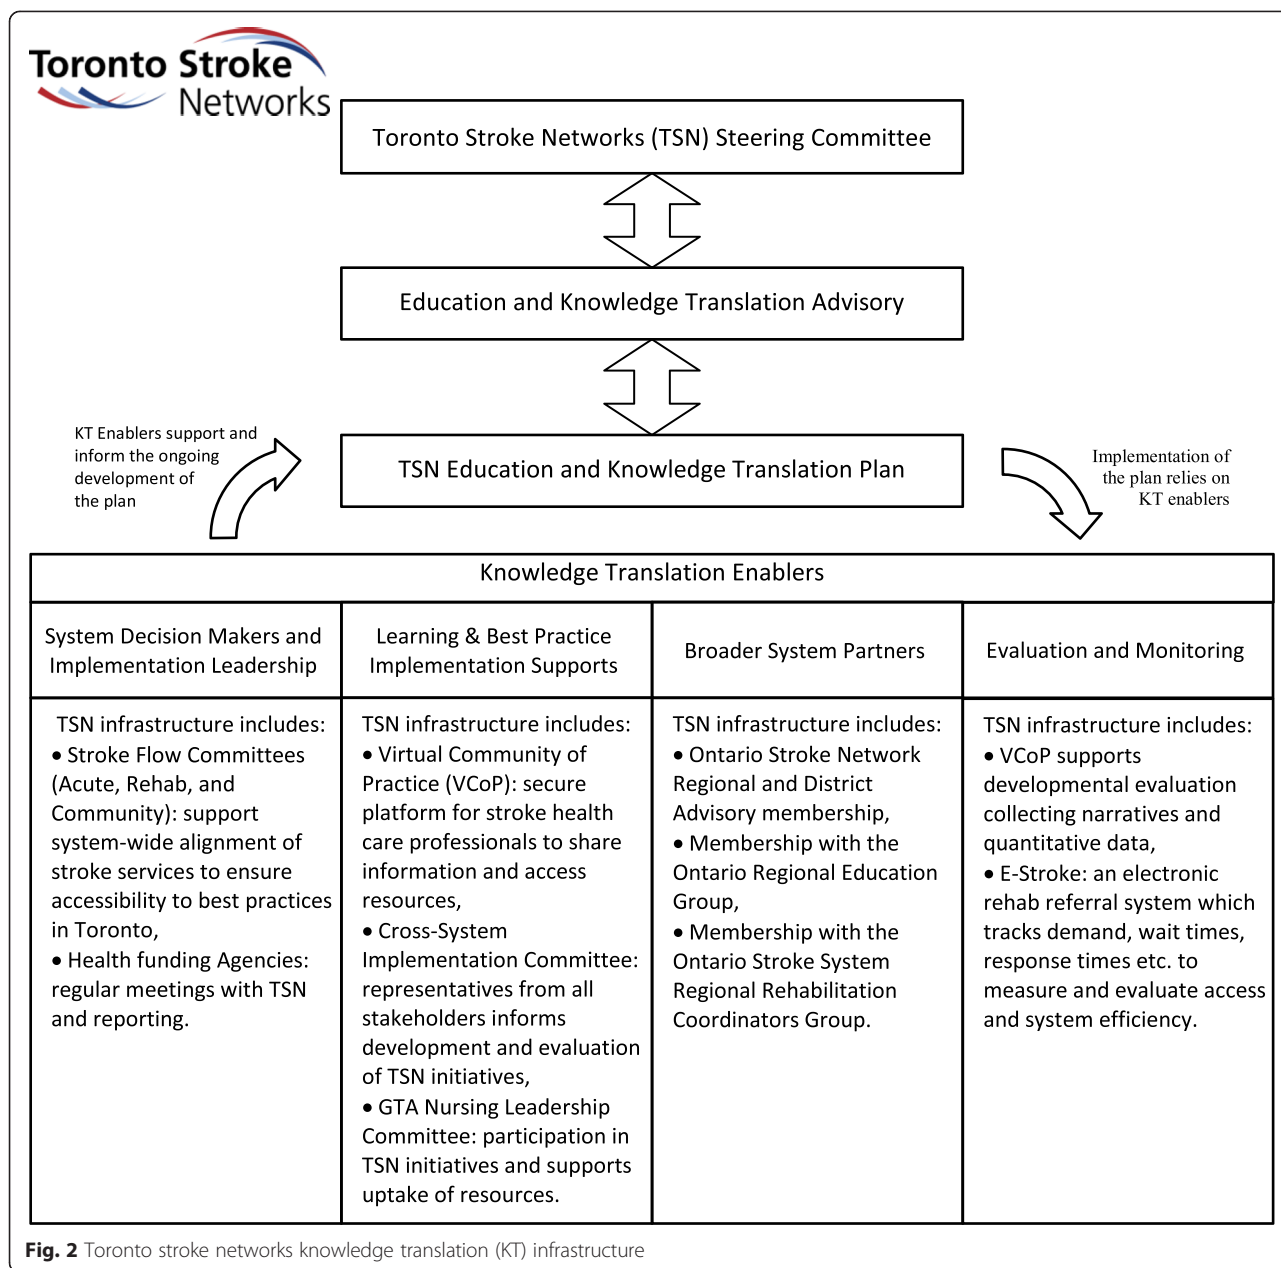 Toronto Stroke
Networks
Toronto Stroke Networks (TSN) Steering Committee
Education and Knowledge Translation Advisory
KT Enablers support and
inform the ongoing
development of
the plan
TSN Education and Knowledge Translation Plan
Implementation of
the plan relies on
KT enablers
Knowledge Translation Enablers
System Decision Makers and
Implementation Leadership
Learning & Best Practice
Implementation Supports
Broader System Partners
Evaluation and Monitoring
TSN infrastructure includes:
• Stroke Flow Committees
(Acute, Rehab, and
Community): support
system-wide alignment of
stroke services to ensure
accessibility to best practices
in Toronto,
• Health funding Agencies:
regular meetings with TSN
and reporting.
TSN infrastructure includes:
• Virtual Community of
Practice (VCoP): secure
platform for stroke health
care professionals to share
information and access
resources,
• Cross-System
Implementation Committee:
representatives from all
stakeholders informs
development and evaluation
of TSN initiatives,
• GTA Nursing Leadership
Committee: participation in
TSN initiatives and supports
uptake of resources.
TSN infrastructure includes:
• Ontario Stroke Network
Regional and District
Advisory membership,
• Membership with the
Ontario Regional Education
Group,
• Membership with the
Ontario Stroke System
Regional Rehabilitation
Coordinators Group.
TSN infrastructure includes:
• VCoP supports
developmental evaluation
collecting narratives and
quantitative data,
• E-Stroke: an electronic
rehab referral system which
tracks demand, wait times,
response times etc. to
measure and evaluate access
and system efficiency.
Fig. 2 Toronto stroke networks knowledge translation (KT) infrastructure